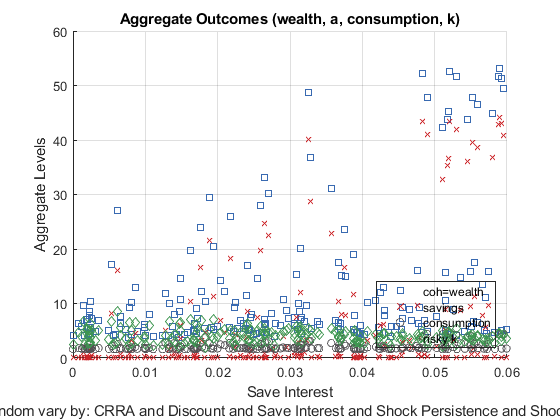 Aggregate Outcomes (wealth, a, consumption, k)
60
50
40
30
20
10
0
Aggregate Levels
coh=wealth
savings
consumption
risky k
0 0.01 0.02 0.03 0.04 0.05 0.06
Save Interest
ndom vary by: CRRA and Discount and Save Interest and Shock Persistence and Shoc